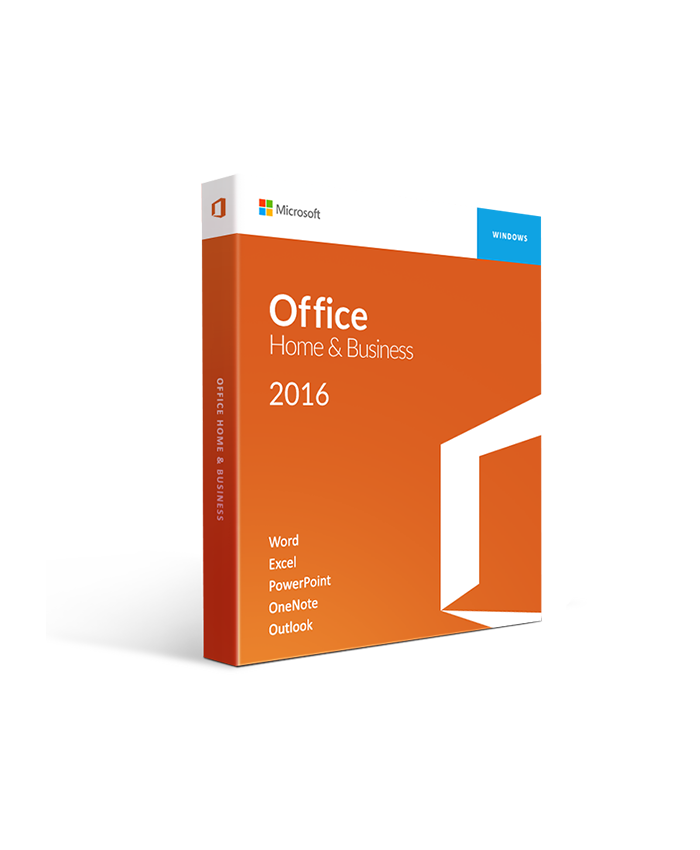 Microsoft
WINDOWS
Office
Home & Business
2016
Word
Excel
PowerPoint
OneNote
Outlook
OFFICE HOME & BUSINESS